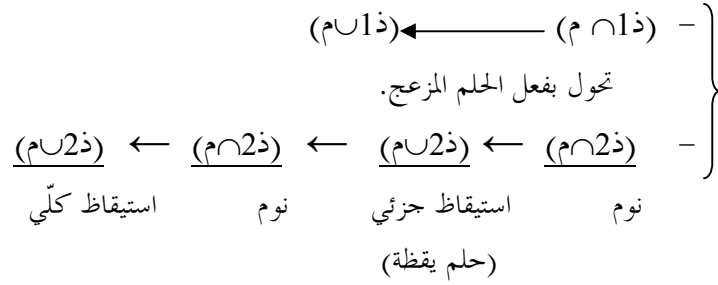 – (ذ1∩ م) ⟵ (ذ1∪م)
تحول بفعل الحلم المزعج.
– (ذ2∩م) ← (ذ2∪م) ← (ذ2∩م) ← (ذ2∪م)
نوم استيقاظ جزئي نوم استيقاظ كلّي
(حلم يقظة)